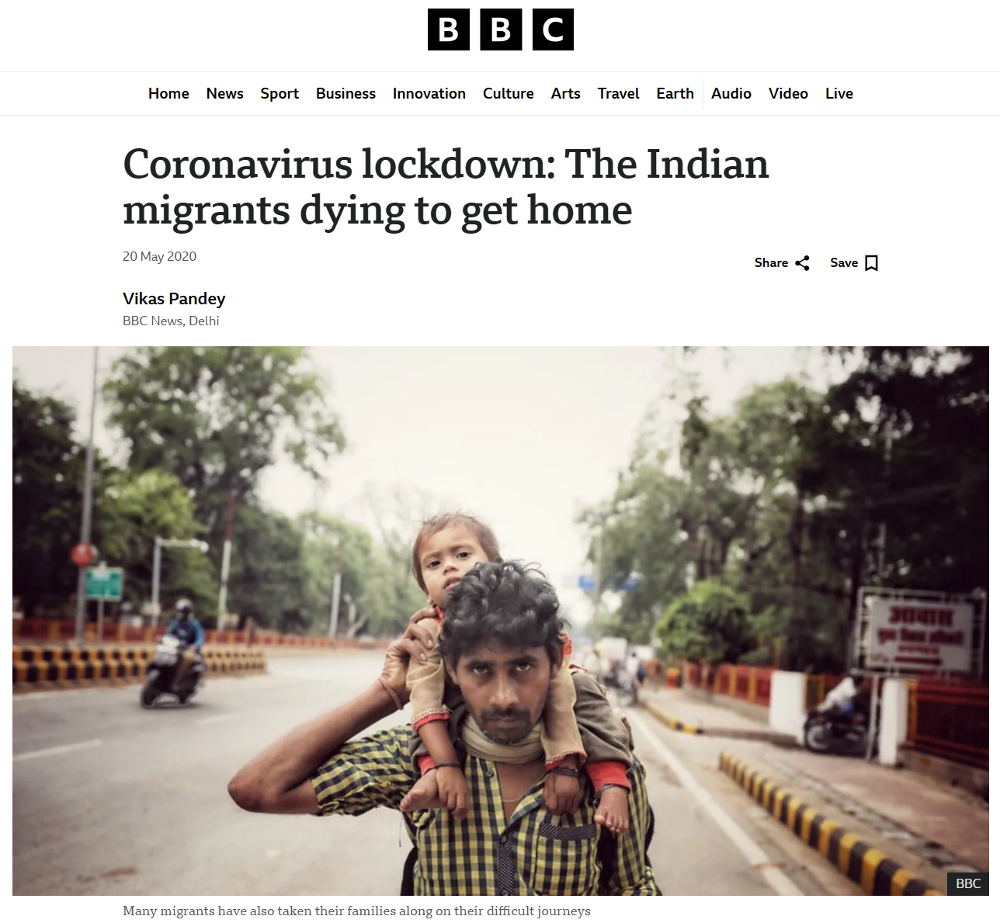 BBC
Home News Sport Business Innovation Culture Arts Travel Earth Audio Video Live
Coronavirus lockdown: The Indian
migrants dying to get home
20 May 2020
Share Save
Vikas Pandey
BBC News, Delhi
आवास
BBC
Many migrants have also taken their families along on their difficult journeys